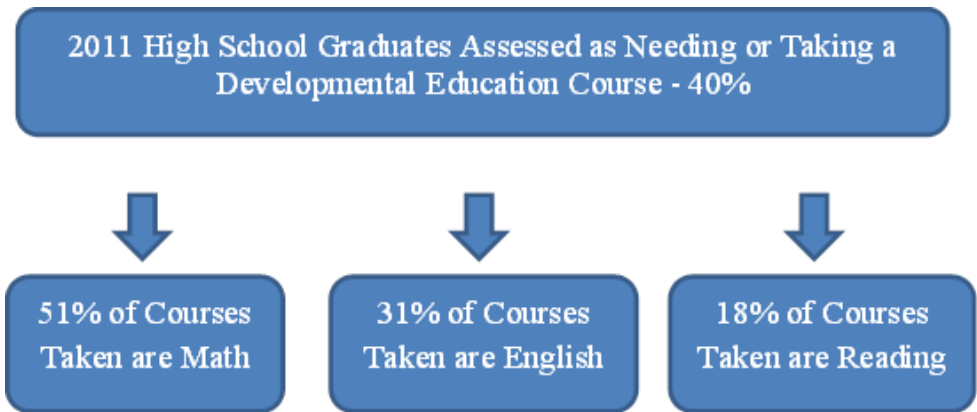 2011 High School Graduates Assessed as Needing or Taking a
Developmental Education Course - 40%
51% of Courses
Taken are Math
31% of Courses
Taken are English
18% of Courses
Taken are Reading